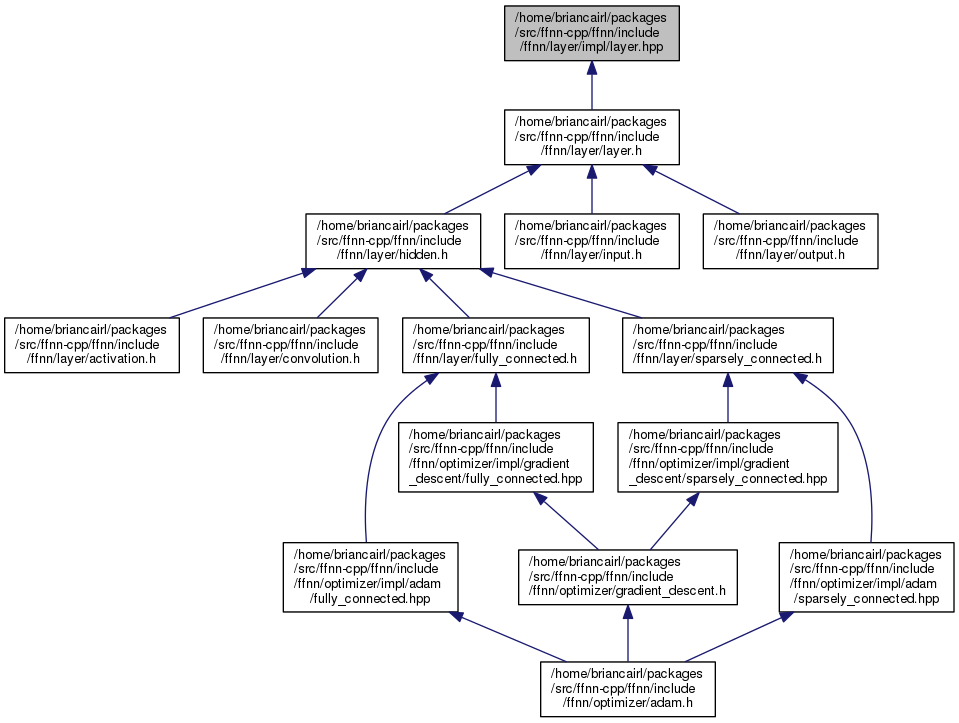 /home/briancairl/packages
/src/ffnn-cpp/ffnn/include
/ffnn/layer/impl/layer.hpp
/home/briancairl/packages
/src/ffnn-cpp/ffnn/include
/ffnn/layer/layer.h
/home/briancairl/packages
/src/ffnn-cpp/ffnn/include
/ffnn/layer/hidden.h
/home/briancairl/packages
/src/ffnn-cpp/ffnn/include
/ffnn/layer/input.h
/home/briancairl/packages
/src/ffnn-cpp/ffnn/include
/ffnn/layer/output.h
/home/briancairl/packages
/src/ffnn-cpp/ffnn/include
/ffnn/layer/activation.h
/home/briancairl/packages
/src/ffnn-cpp/ffnn/include
/ffnn/layer/convolution.h
/home/briancairl/packages
/src/ffnn-cpp/ffnn/include
/ffnn/layer/fully_connected.h
/home/briancairl/packages
/src/ffnn-cpp/ffnn/include
/ffnn/layer/sparsely_connected.h
/home/briancairl/packages
/src/ffnn-cpp/ffnn/include
/ffnn/optimizer/impl/gradient
_descent/fully_connected.hpp
/home/briancairl/packages
/src/ffnn-cpp/ffnn/include
/ffnn/optimizer/impl/gradient
_descent/sparsely_connected.hpp
/home/briancairl/packages
/src/ffnn-cpp/ffnn/include
/ffnn/optimizer/impl/adam
/fully_connected.hpp
/home/briancairl/packages
/src/ffnn-cpp/ffnn/include
/ffnn/optimizer/gradient_descent.h
/home/briancairl/packages
/src/ffnn-cpp/ffnn/include
/ffnn/optimizer/impl/adam
/sparsely_connected.hpp
/home/briancairl/packages
/src/ffnn-cpp/ffnn/include
/ffnn/optimizer/adam.h